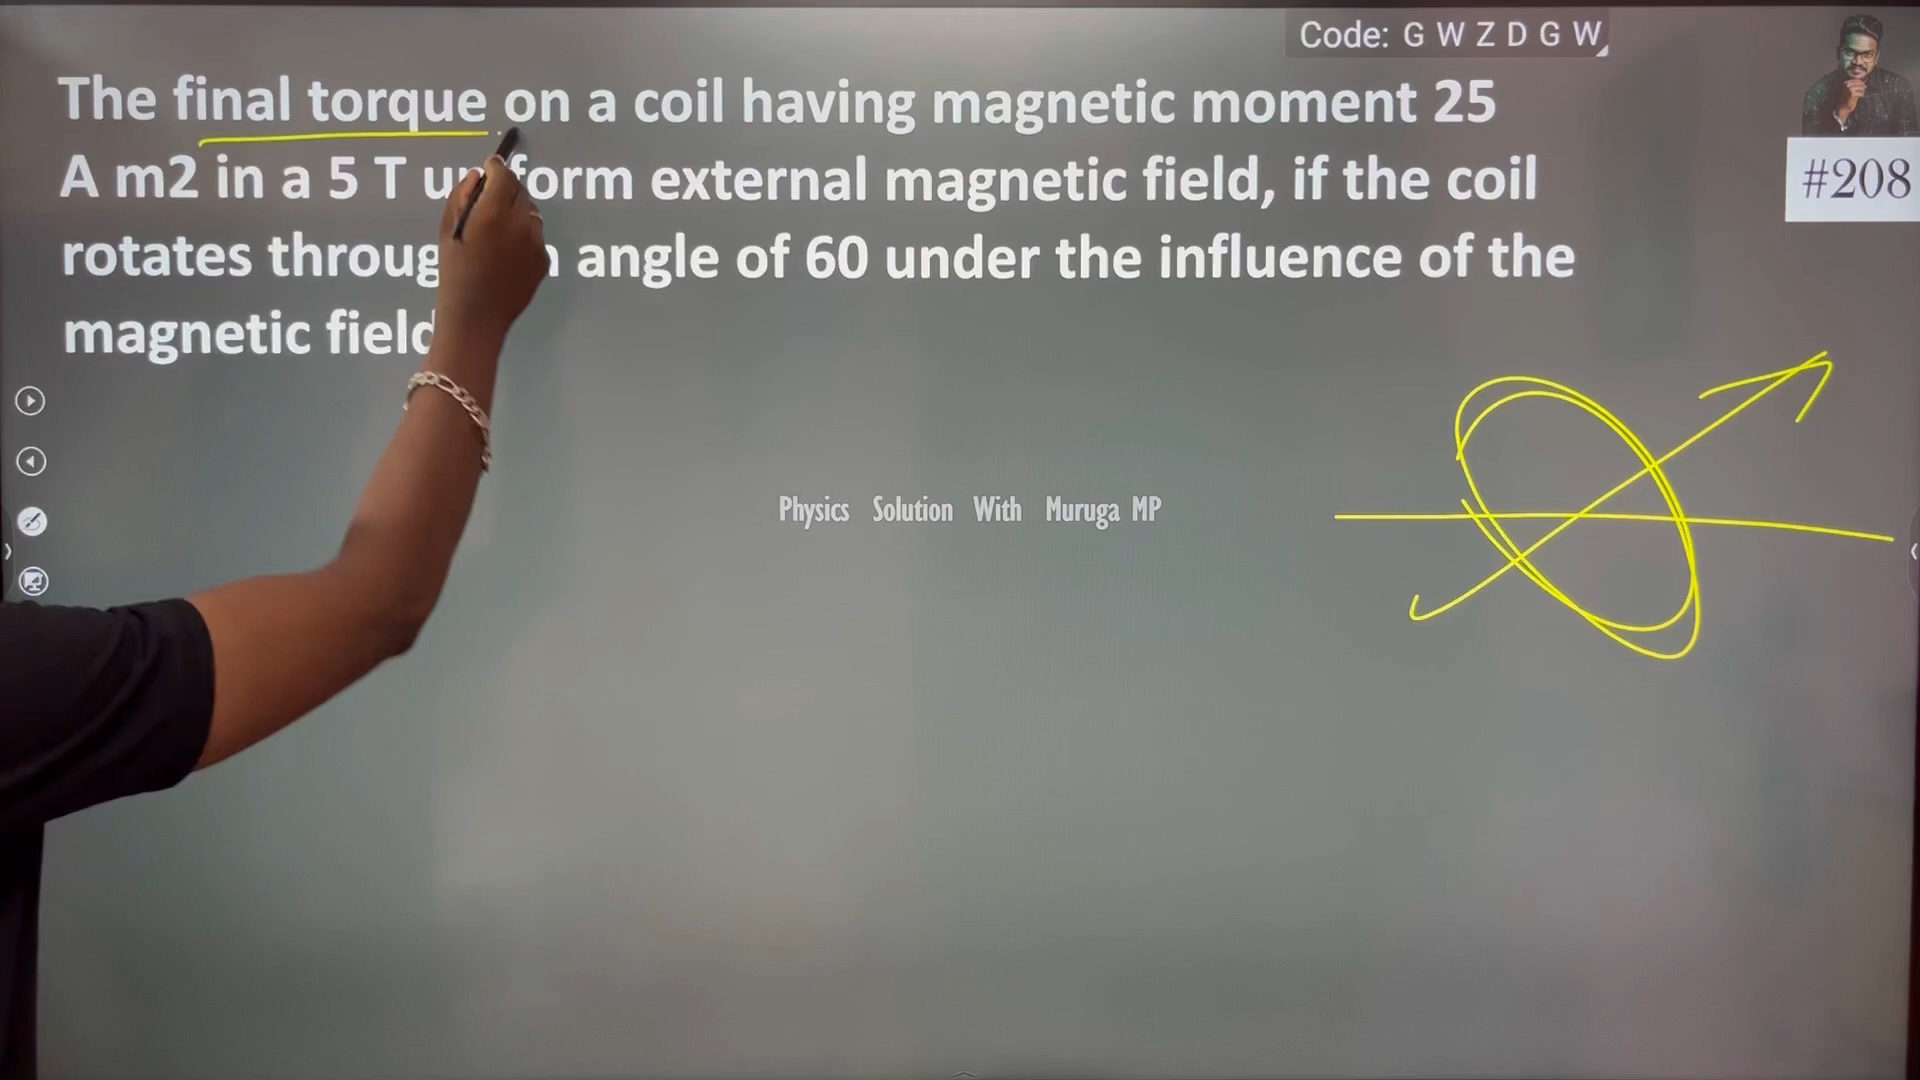 Code: G W Z D G W
The final torque on a coil having magnetic moment 25
A m2 in a 5 T form external magnetic field, if the coil
rotates throug angle of 60 under the influence of the
magnetic field
#208
Physics Solution With Muruga MP